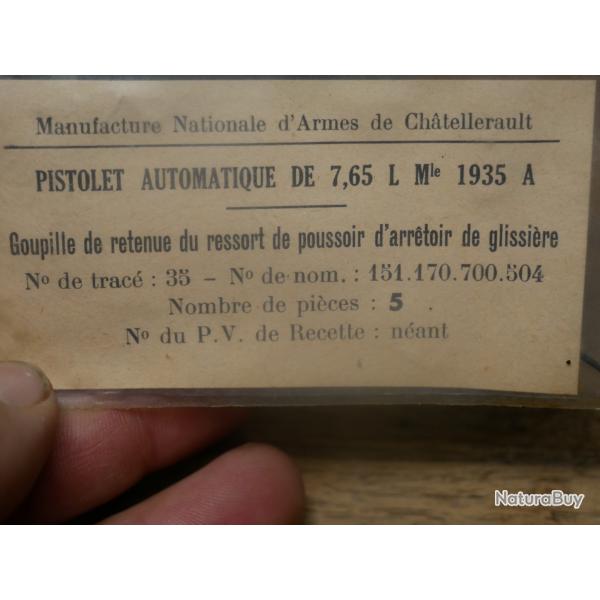 Manufacture Nationale d'Armes de Châtellerault
PISTOLET AUTOMATIQUE DE 7,65 L Mle 1935 A
Goupille de retenue du ressort de poussoir d'arrêtoir de glissière
No de tracé : 35 – No de nom. : 151.170.700.504
Nombre de pièces : 5 .
No du P.V. de Recette : néant
NaturaBuy